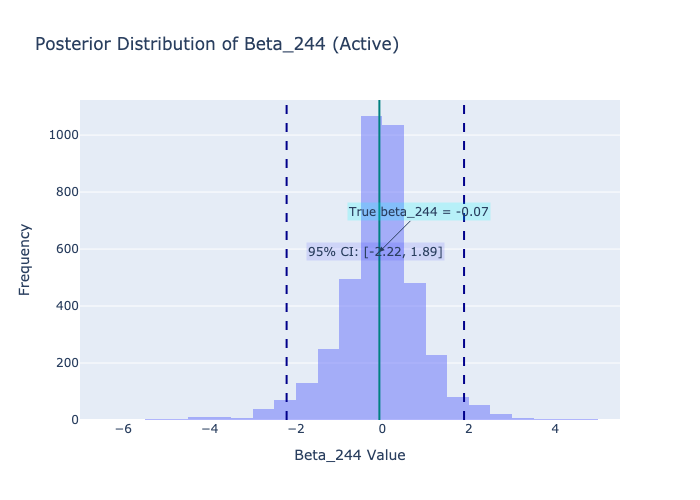 Posterior Distribution of Beta_244 (Active)
1000
800
True beta_244 = -0.07
600
95% CI: [-2.22, 1.89]
400
200
0
Frequency
−6
−4
−2
0
2
4
Beta_244 Value